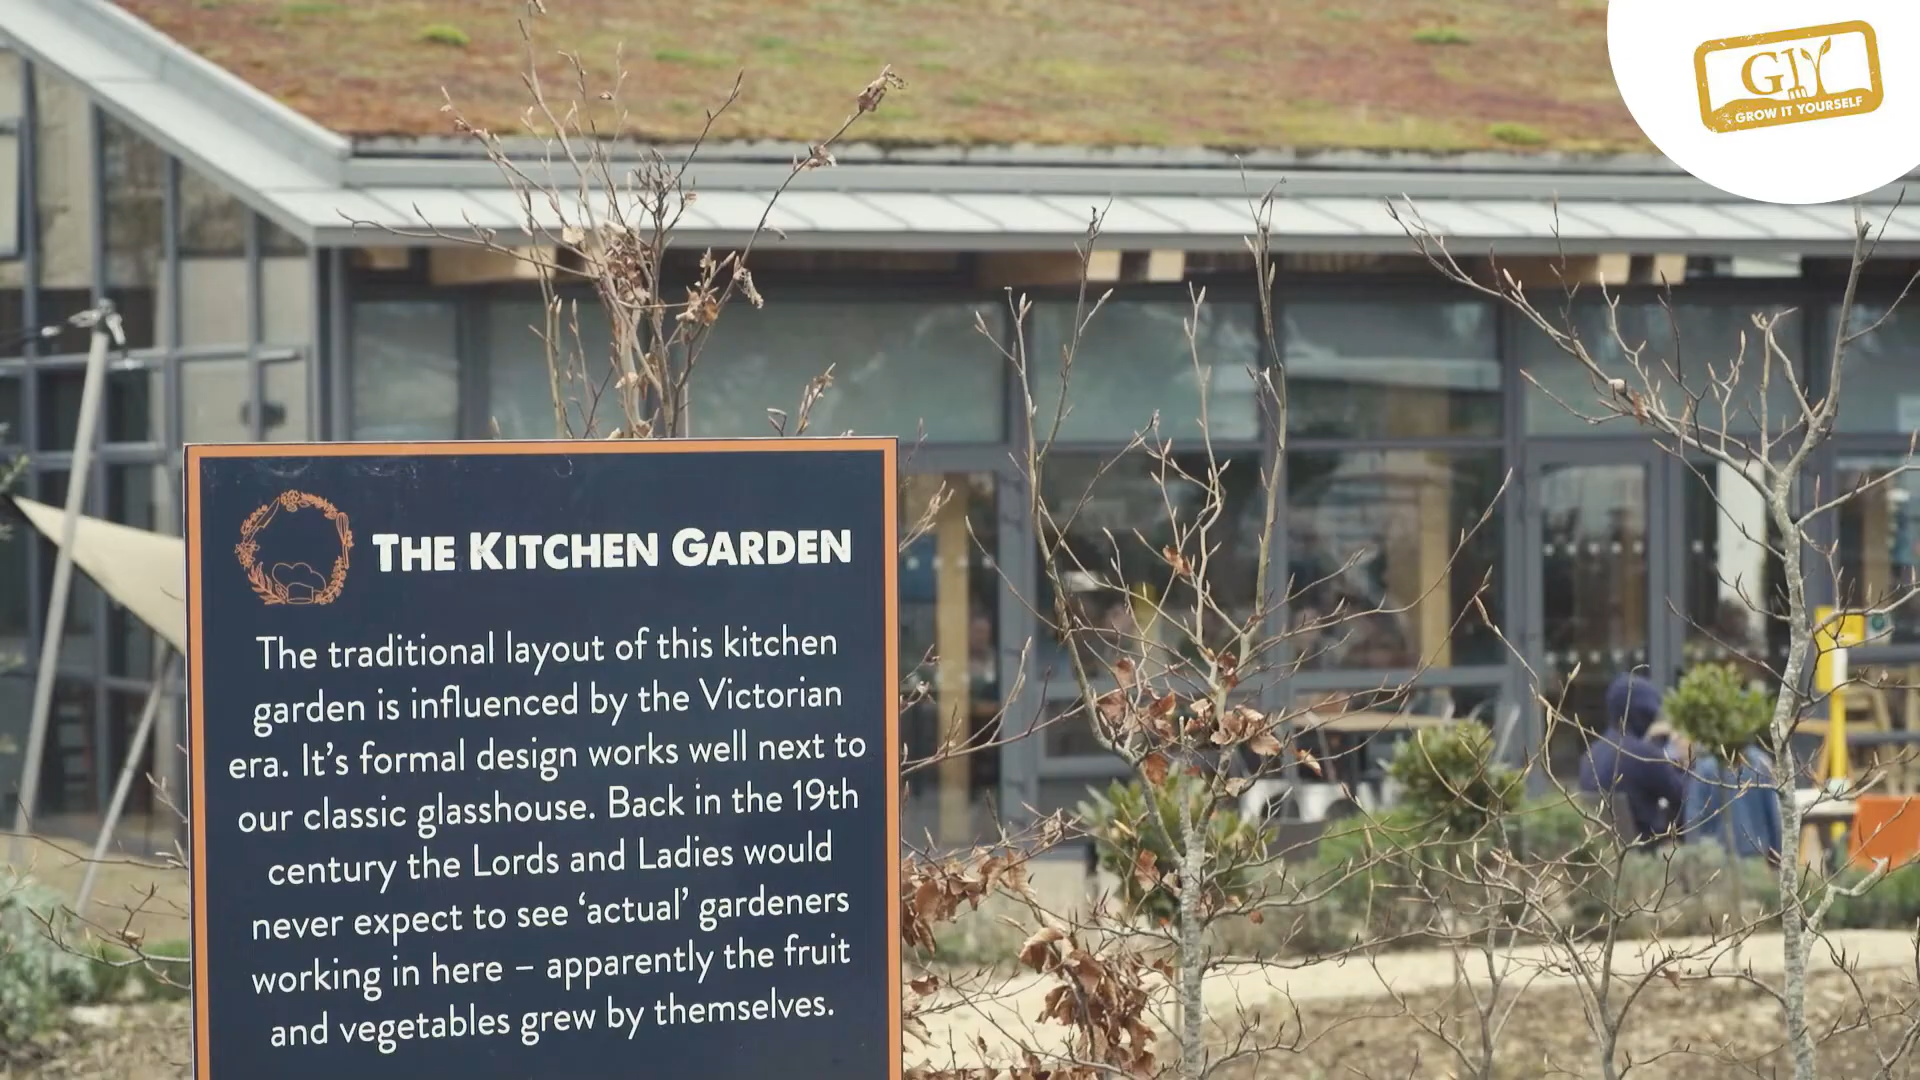 GIY
GROW IT YOURSELF
THE KITCHEN GARDEN
The traditional layout of this kitchen
garden is influenced by the Victorian
era. It's formal design works well next to
our classic glasshouse. Back in the 19th
century the Lords and Ladies would
never expect to see 'actual' gardeners
working in here – apparently the fruit
and vegetables grew by themselves.